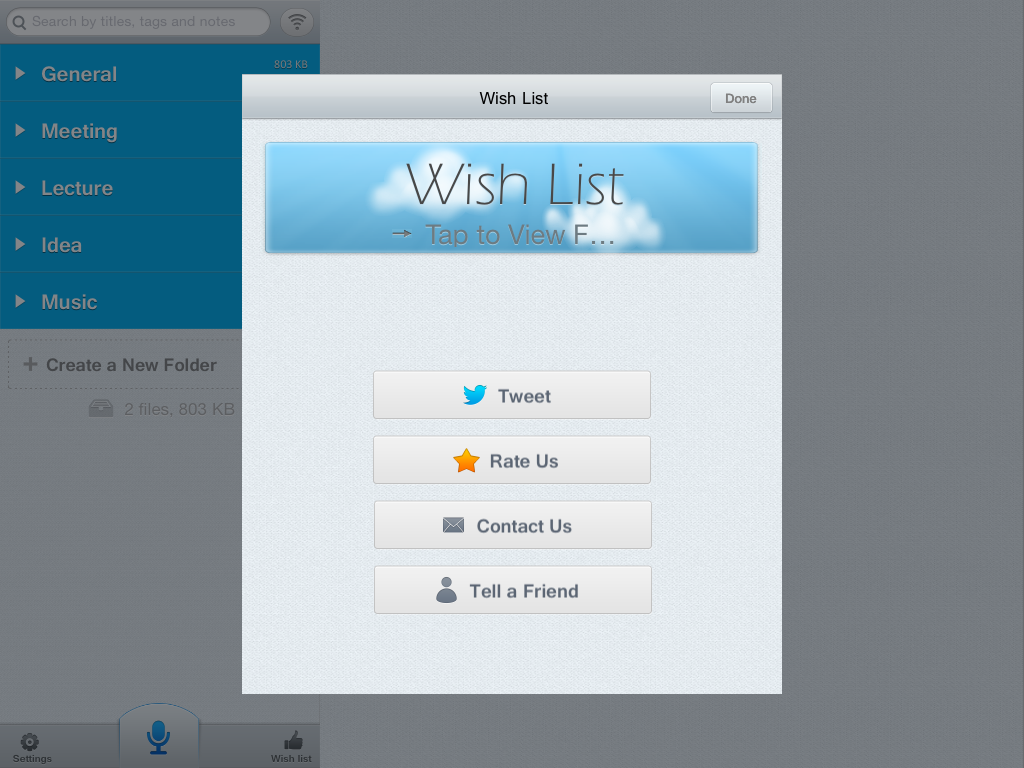 Search by titles, tags and notes
General
803 KB
Meeting
Lecture
Idea
Music
+ Create a New Folder
2 files, 803 KB
Settings
Wish list
Wish List
Done
Wish List
→ Tap to View F...
Tweet
Rate Us
Contact Us
Tell a Friend